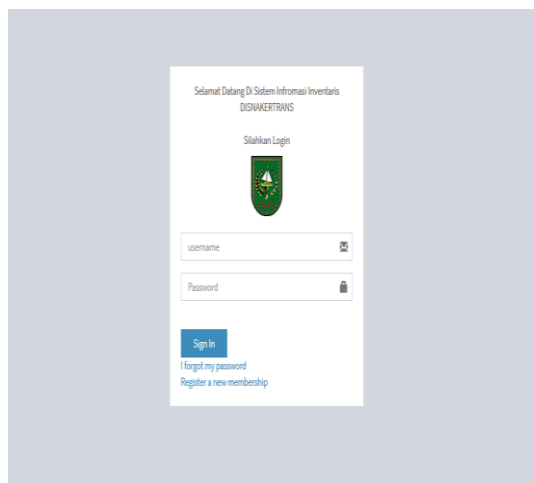 Selamat Datang Di Sistem Infromasi Inventaris
DISNAKERTRANS
Silahkan Login
username
Password
Sign In
I forgot my password
Register a new membership